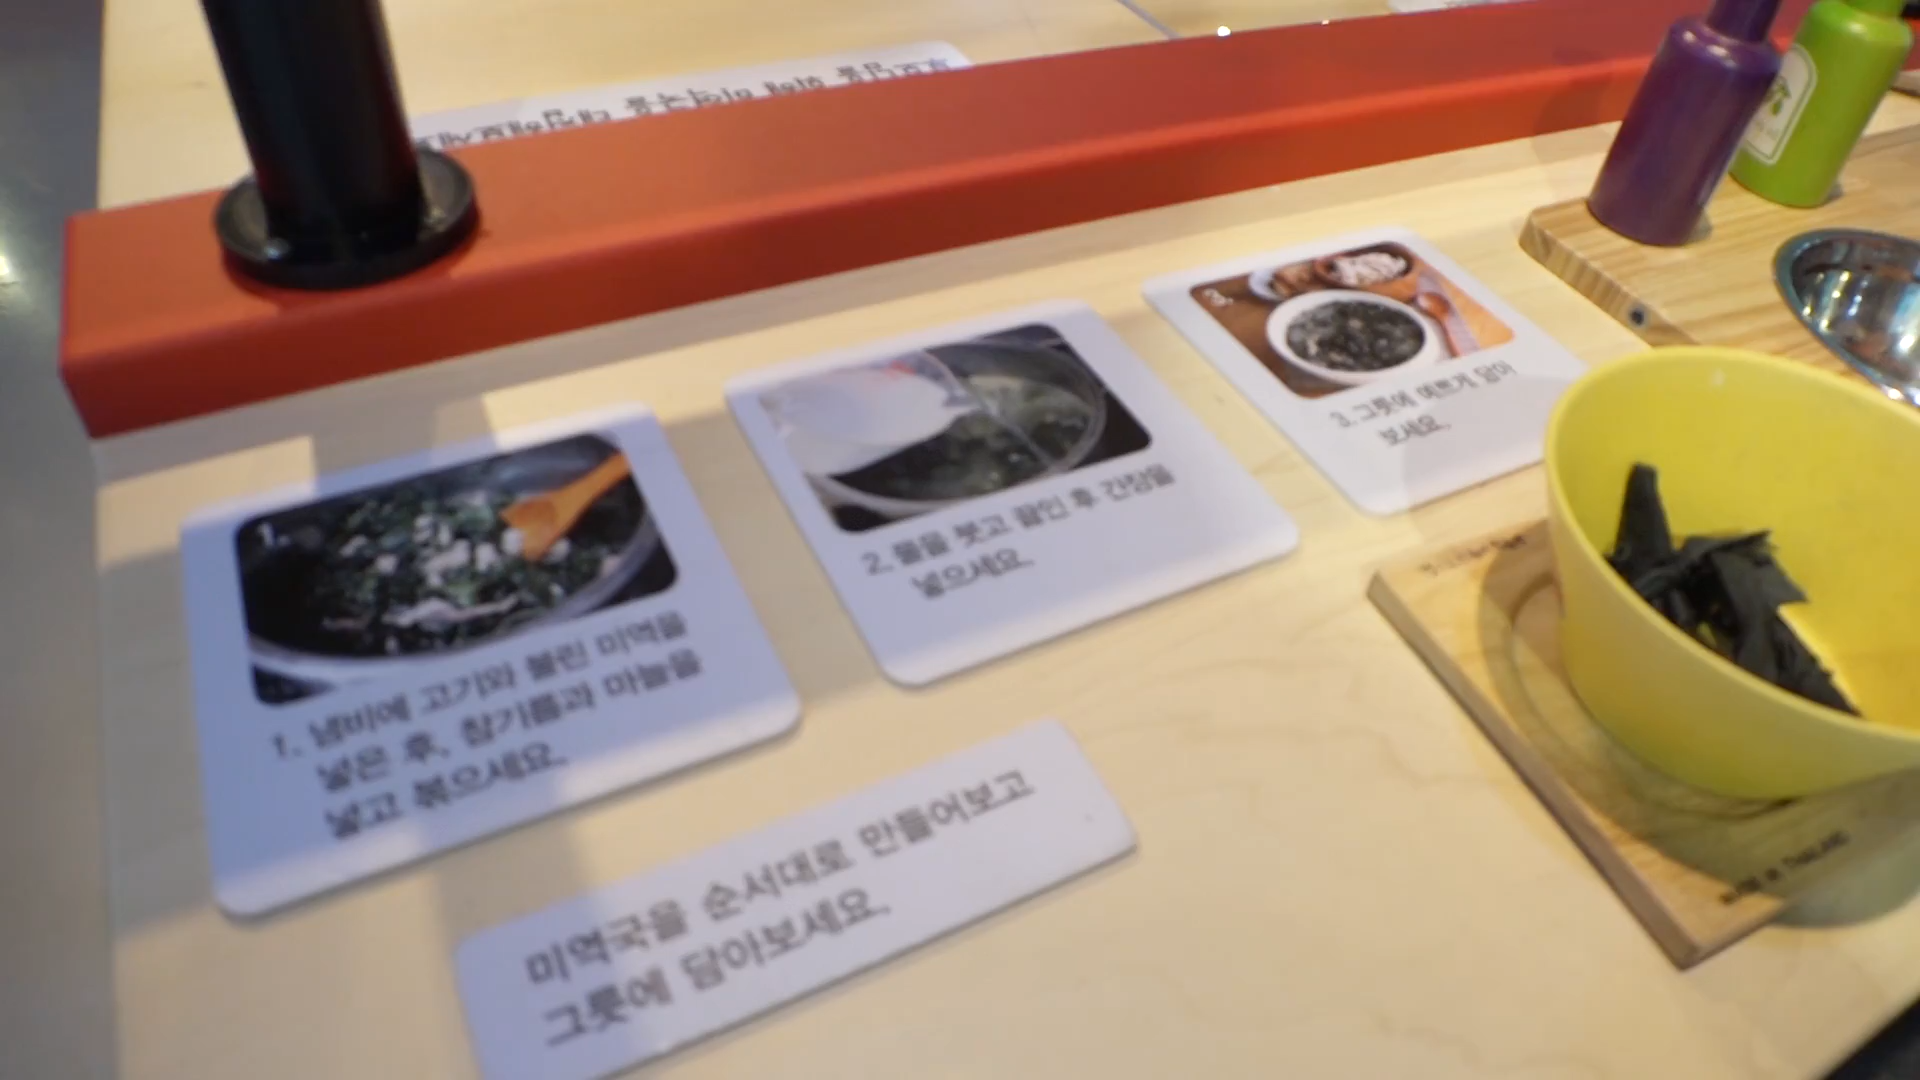 1.
1. 냄비에 고기와 불린 미역을
넣은 후, 참기름과 마늘을
넣고 볶으세요.
2. 물을 붓고 끓인 후 간장을
넣으세요.
3.
3. 그릇에 예쁘게 담아
보세요.
미역국을 순서대로 만들어보고
그릇에 담아보세요.